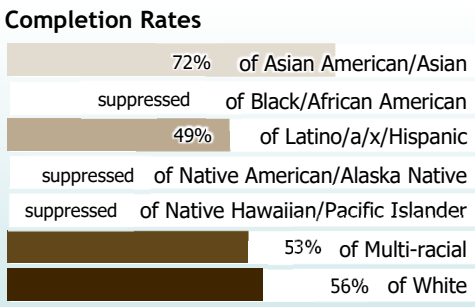 Completion Rates
72% of Asian American/Asian
suppressed of Black/African American
49% of Latino/a/x/Hispanic
suppressed of Native American/Alaska Native
suppressed of Native Hawaiian/Pacific Islander
53% of Multi-racial
56% of White